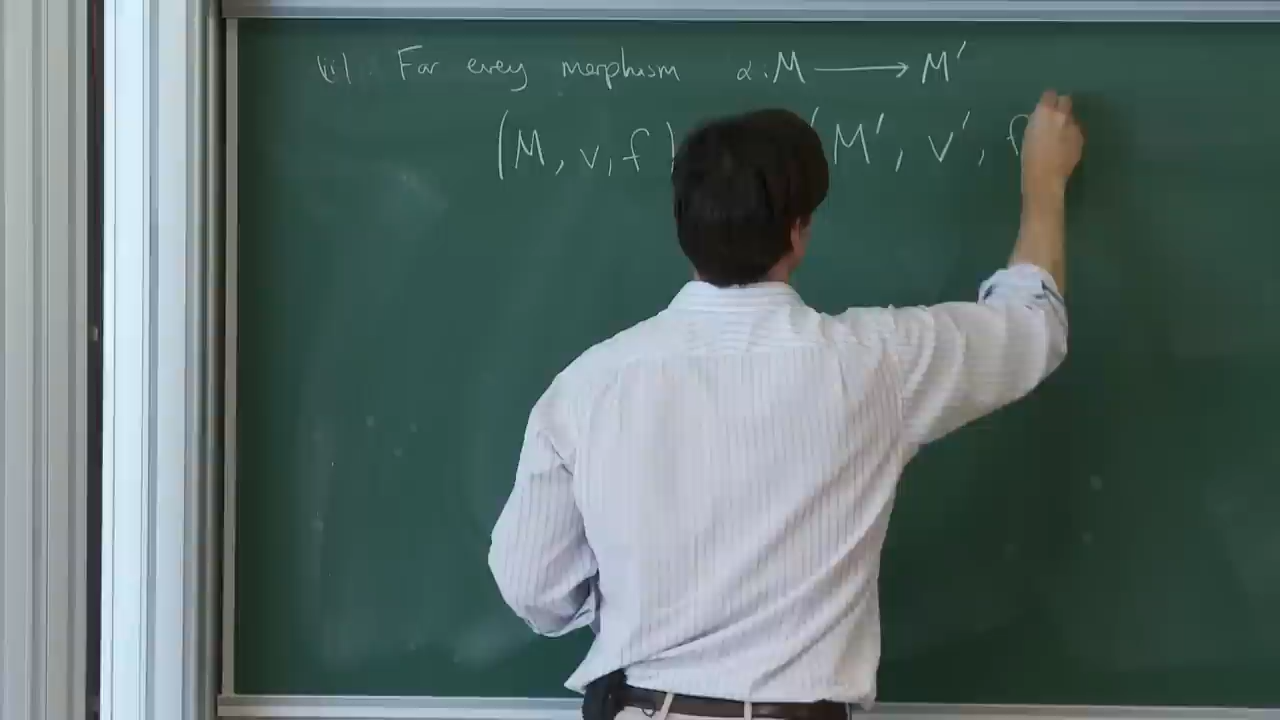 (ii) For every morphism α: M ⟶ M′
(M, v, f) (M′, v′, f